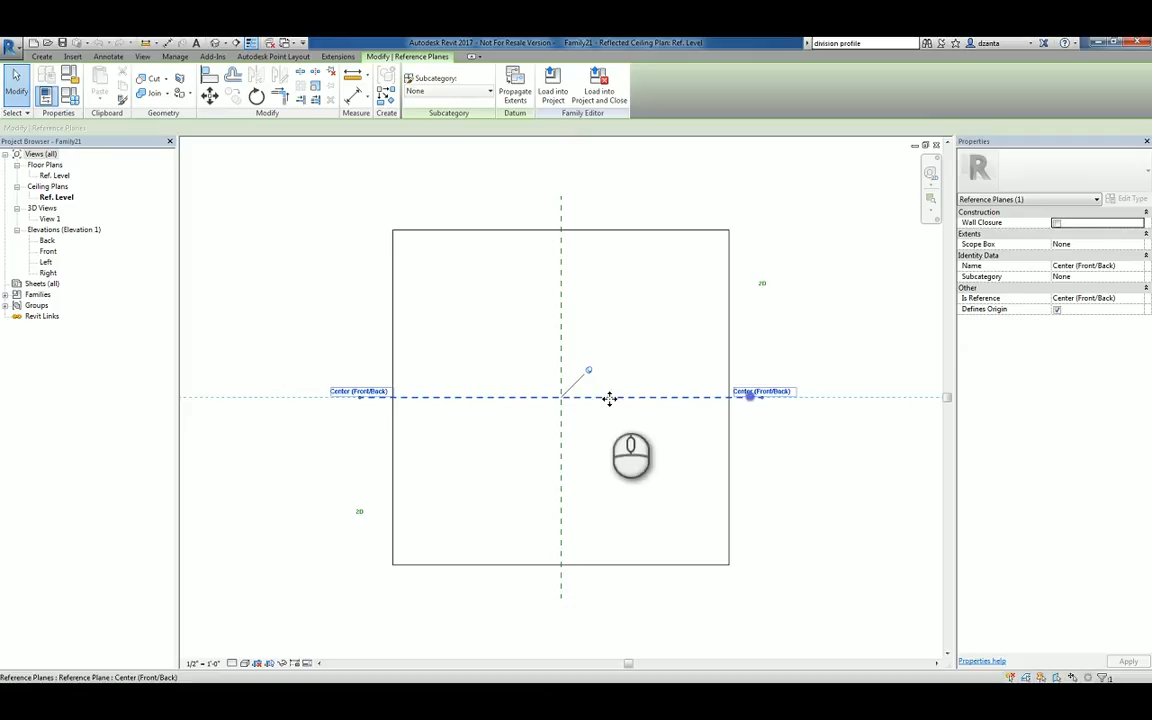 Autodesk Revit 2017 - Not For Resale Version - Family21 - Reflected Ceiling Plan: Ref. Level
division profile
dzanta
Create Insert Annotate View Manage Add-Ins Autodesk Point Layout Extensions Modify | Reference Planes
Modify
Paste
Cut
Join
Subcategory:
None
Propagate Extents
Load into Project
Load into Project and Close
Select Properties Clipboard Geometry Modify Measure Create Subcategory Datum Family Editor
Modify | Reference Planes
Project Browser - Family21
Views (all)
Floor Plans
Ref. Level
Ceiling Plans
Ref. Level
3D Views
View 1
Elevations (Elevation 1)
Back
Front
Left
Right
Sheets (all)
Families
Groups
Revit Links
2D
Center (Front/Back)
Center (Front/Back)
2D
Properties
R
Reference Planes (1)
Edit Type
Construction
Wall Closure
Extents
Scope Box None
Identity Data
Name Center (Front/Back)
Subcategory None
Other
Is Reference Center (Front/Back)
Defines Origin
Properties help
Apply
1/2" = 1'-0"
Reference Planes : Reference Plane : Center (Front/Back)
:1